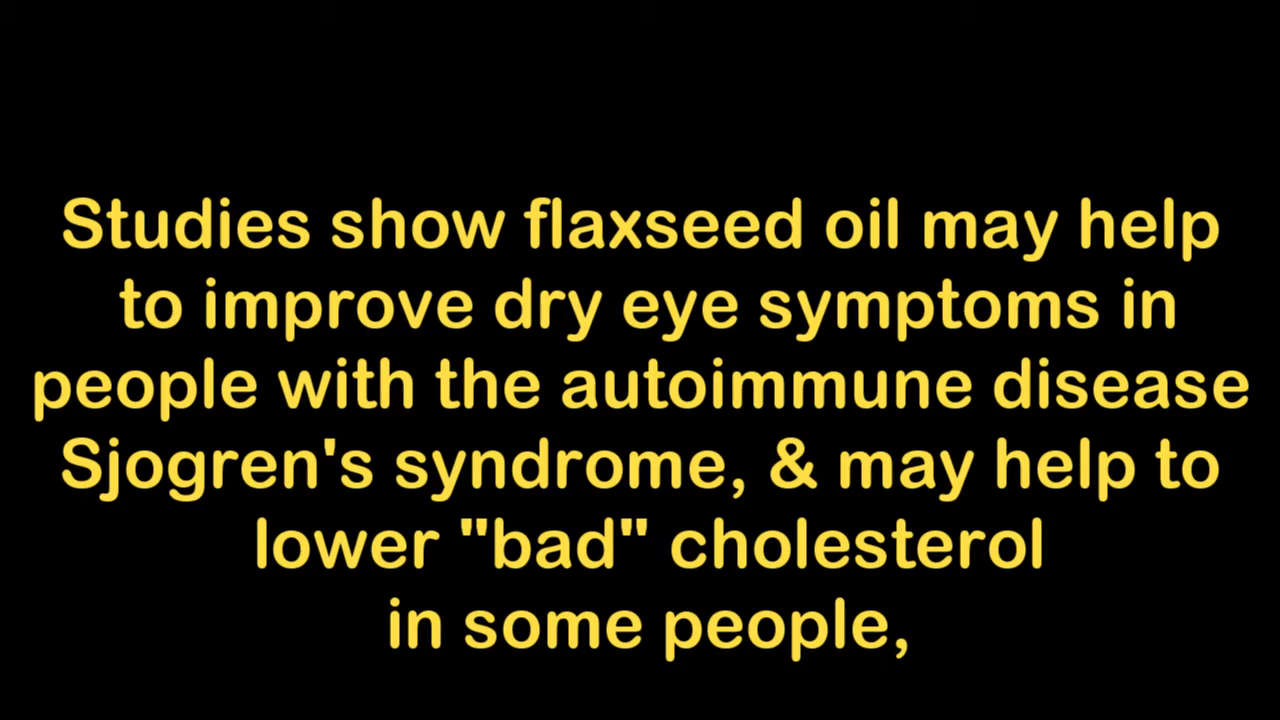 Studies show flaxseed oil may help
to improve dry eye symptoms in
people with the autoimmune disease
Sjogren's syndrome, & may help to
lower "bad" cholesterol
in some people,